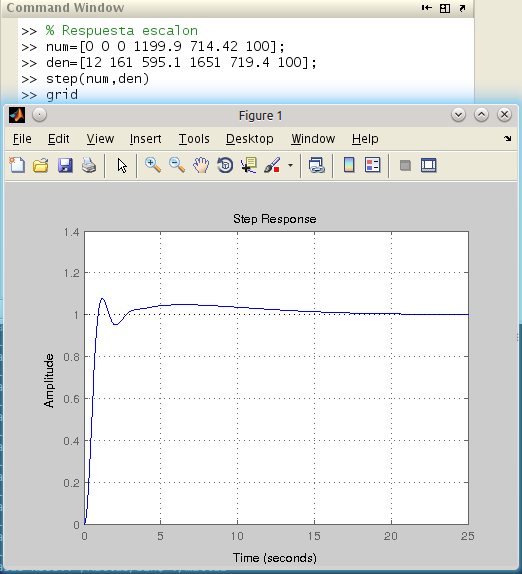 Command Window
>> % Respuesta escalon
>> num=[0 0 0 1199.9 714.42 100];
>> den=[12 161 595.1 1651 719.4 100];
>> step(num,den)
>> grid
Figure 1
File Edit View Insert Tools Desktop Window Help
Step Response
1.4
1.2
1
0.8
0.6
0.4
0.2
0
0 5 10 15 20 25
Amplitude
Time (seconds)